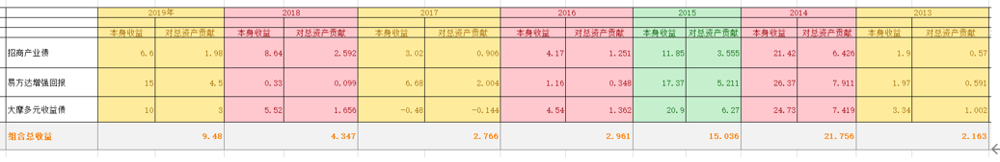 2019年 2018 2017 2016 2015 2014 2013
本身收益 对总资产贡献 本身收益 对总资产贡献 本身收益 对总资产贡献 本身收益 对总资产贡献 本身收益 对总资产贡献 本身收益 对总资产贡献 本身收益 对总资产贡献
招商产业债 6.6 1.98 8.64 2.592 3.02 0.906 4.17 1.251 11.85 3.555 21.42 6.426 1.9 0.57
易方达增强回报 15 4.5 0.33 0.099 6.68 2.004 1.16 0.348 17.37 5.211 26.37 7.911 1.97 0.591
大摩多元收益债 10 3 5.52 1.656 -0.48 -0.144 4.54 1.362 20.9 6.27 24.73 7.419 3.34 1.002
组合总收益 9.48 4.347 2.766 2.961 15.036 21.756 2.163